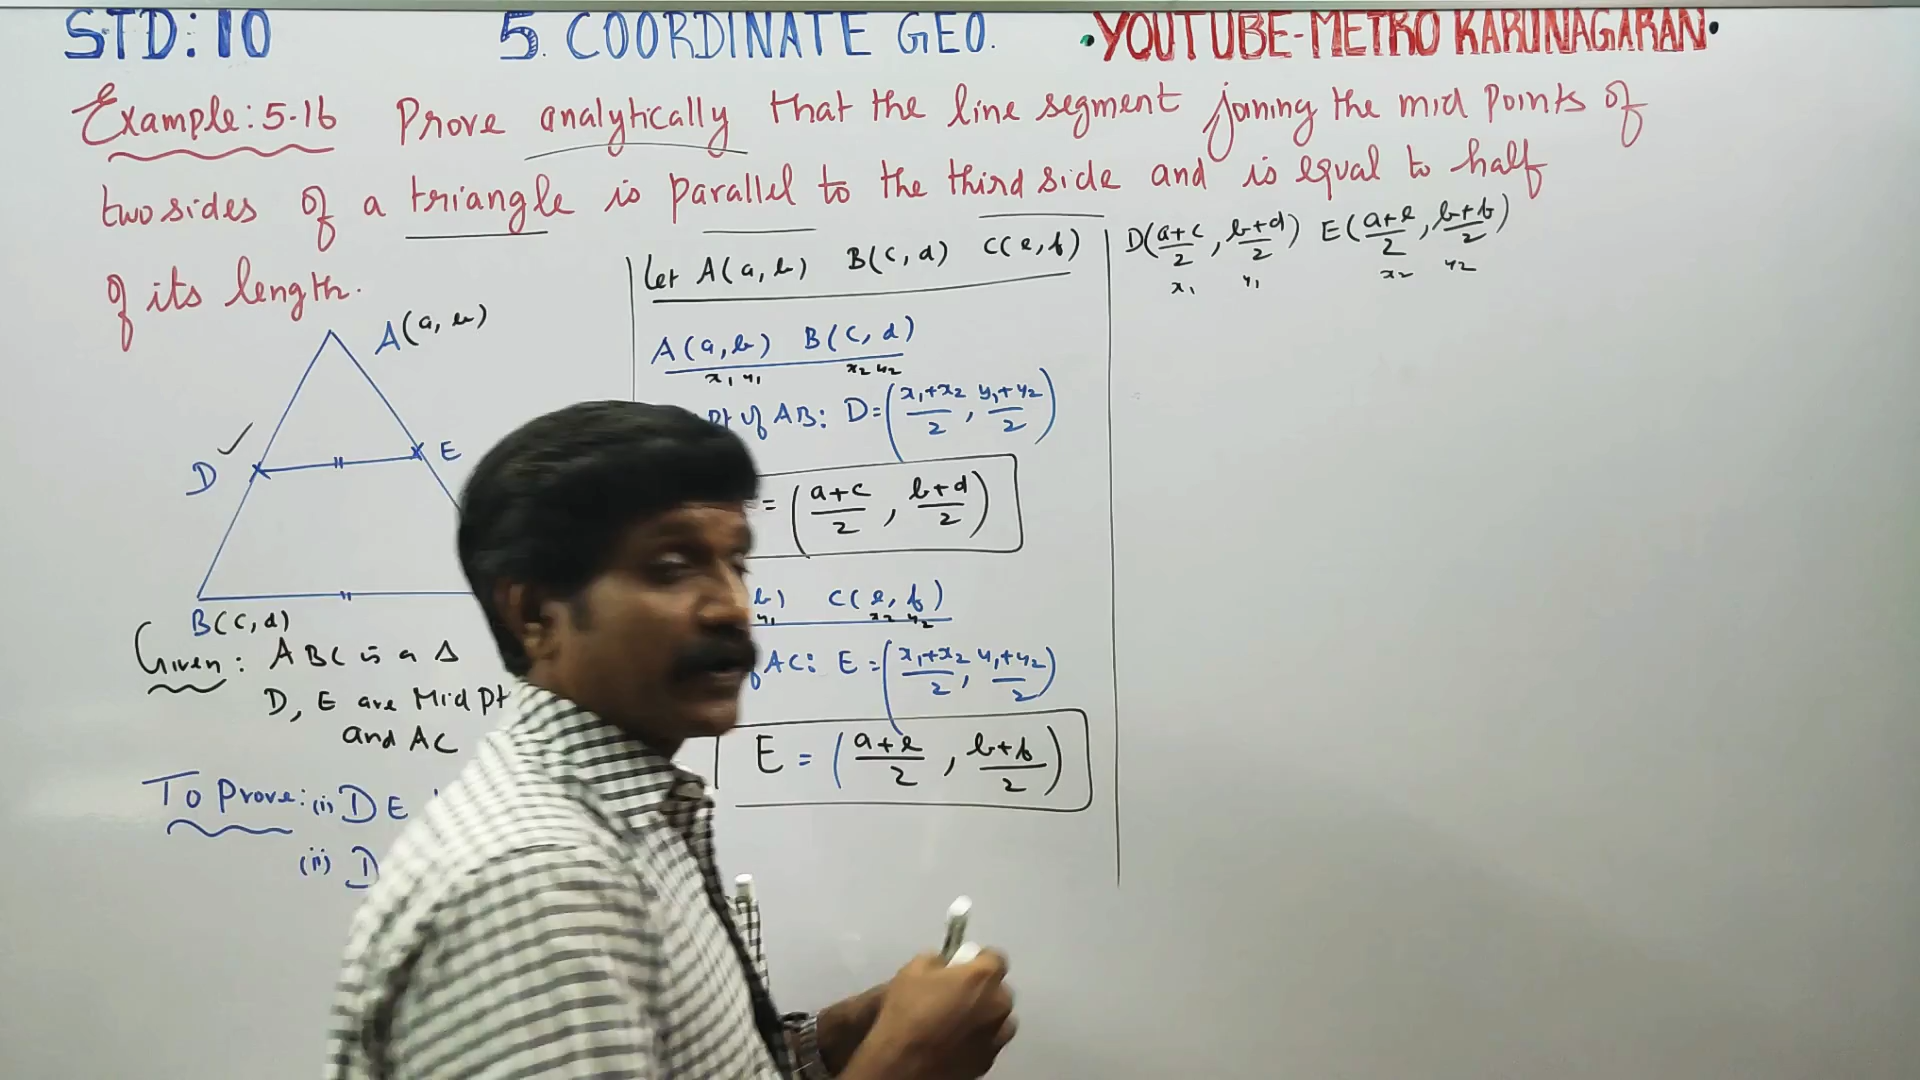 STD: 10 5. COORDINATE GEO. •YOUTUBE-METRO KARUNAGARAN•
Example: 5.16 Prove analytically that the line segment joining the mid points of
two sides of a triangle is parallel to the third side and is equal to half
of its length.
A(a, b)
D E
B(c, d)
Given: ABC is a Δ
D, E are Mid Pt
and AC
To Prove: (i) DE
(ii) D
Let A(a, b) B(c, d) C(e, f)
A(a, b) B(c, d)
x₁ y₁ x₂ y₂
Pt of AB: D = (x₁+x₂/2, y₁+y₂/2)
= (a+c/2, b+d/2)
b) C(e, f)
y₁ x₂ y₂
of AC: E = (x₁+x₂/2, y₁+y₂/2)
E = (a+e/2, b+f/2)
D(a+c/2, b+d/2) E(a+e/2, b+f/2)
x₁ y₁ x₂ y₂